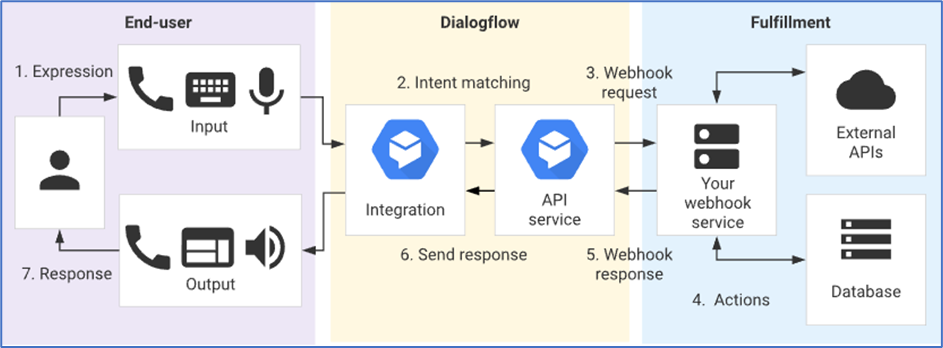 End-user
Dialogflow
Fulfillment
1. Expression
Input
2. Intent matching
3. Webhook
request
External
APIs
Integration
API
service
Your
webhook
service
7. Response
Output
6. Send response
5. Webhook
response
4. Actions
Database